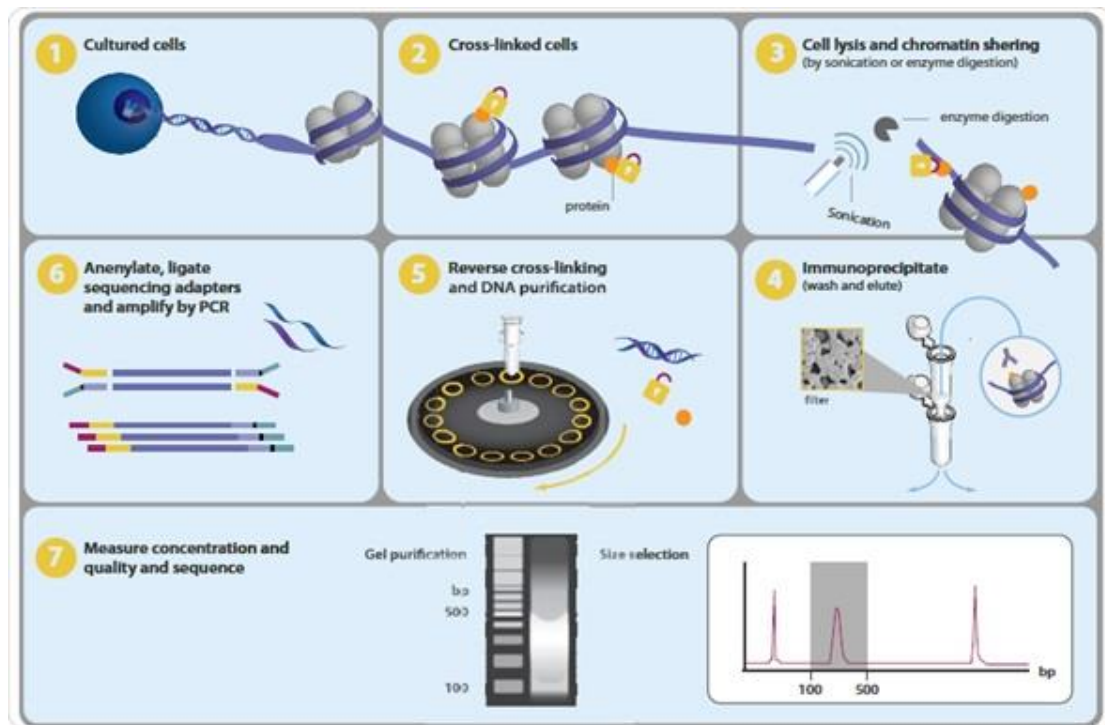 1 Cultured cells
2 Cross-linked cells
protein
3 Cell lysis and chromatin shering
(by sonication or enzyme digestion)
enzyme digestion
Sonication
4 Immunoprecipitate
(wash and elute)
filter
5 Reverse cross-linking
and DNA purification
6 Anenylate, ligate
sequencing adapters
and amplify by PCR
7 Measure concentration and
quality and sequence
Gel purification
bp
500
100
Size selection
bp
100 500